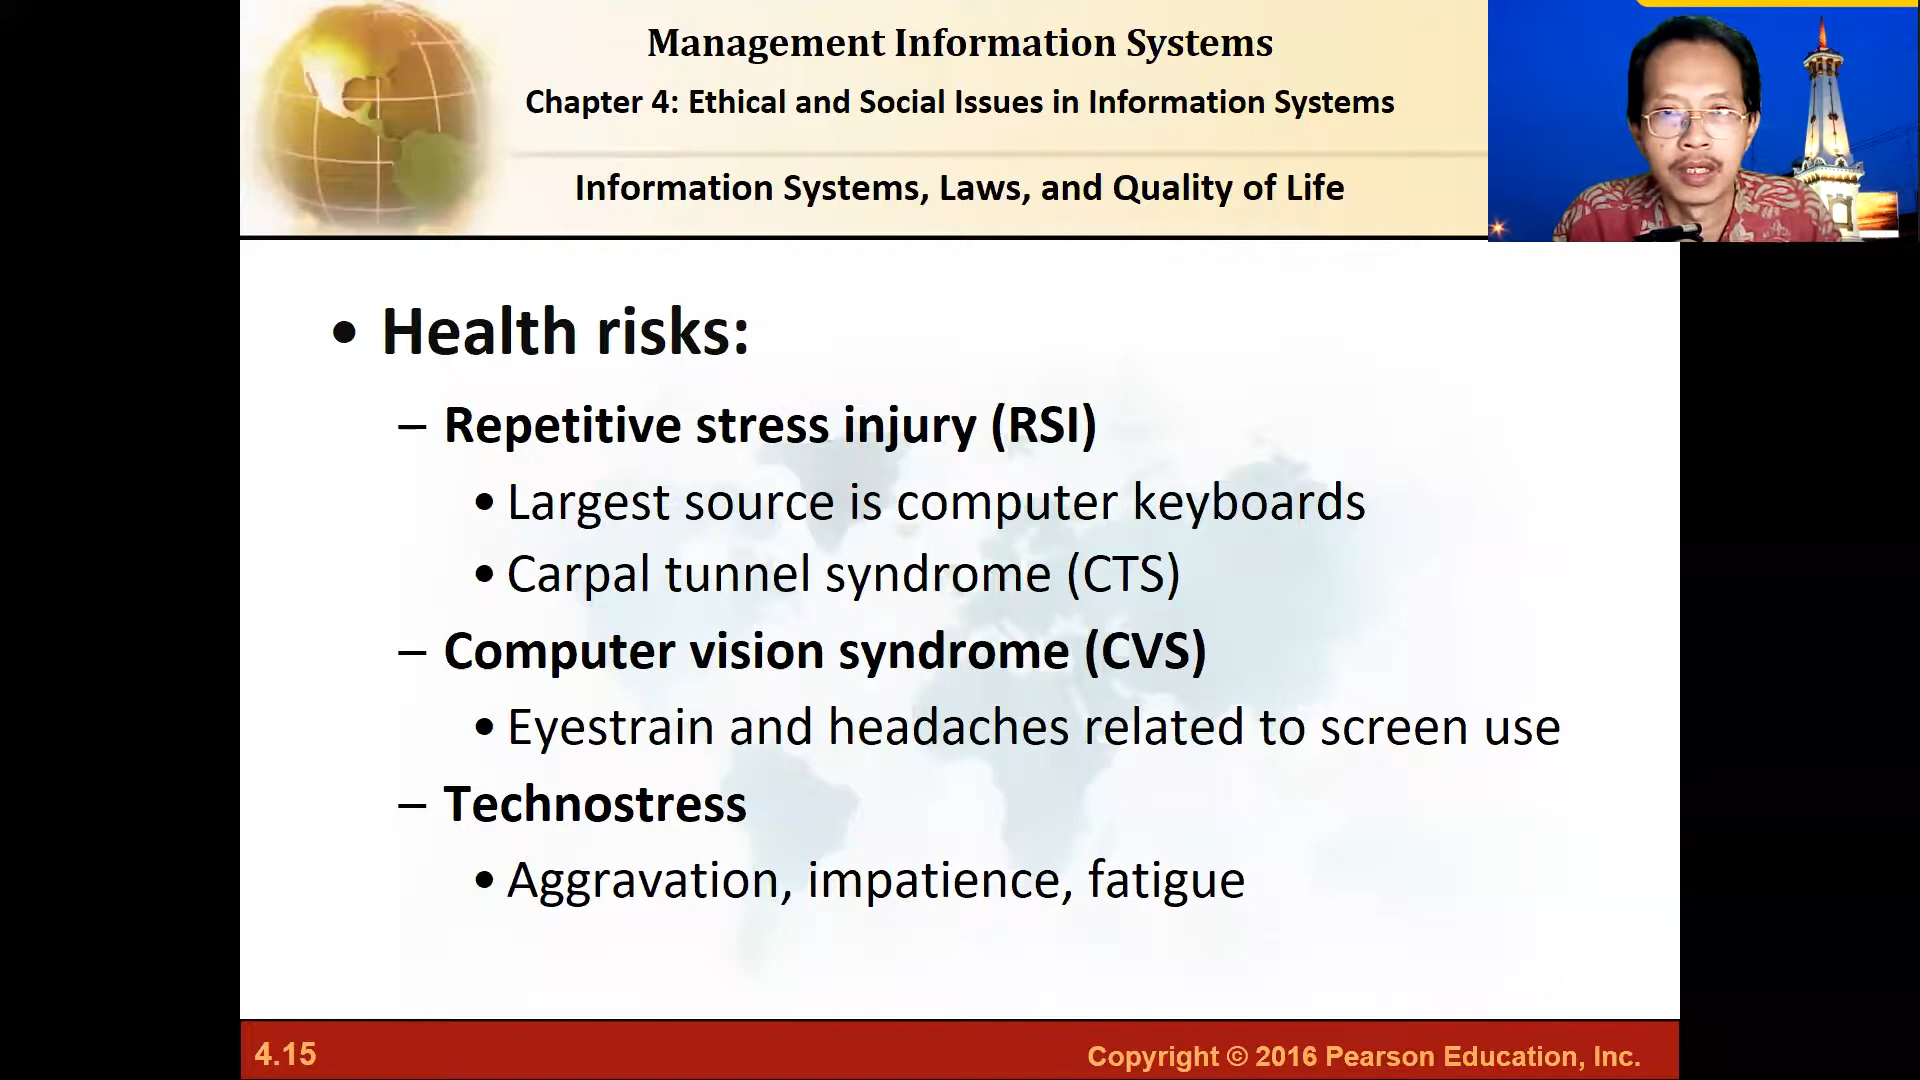 Management Information Systems
Chapter 4: Ethical and Social Issues in Information Systems
Information Systems, Laws, and Quality of Life
• Health risks:
– Repetitive stress injury (RSI)
• Largest source is computer keyboards
• Carpal tunnel syndrome (CTS)
– Computer vision syndrome (CVS)
• Eyestrain and headaches related to screen use
– Technostress
• Aggravation, impatience, fatigue
4.15
Copyright © 2016 Pearson Education, Inc.